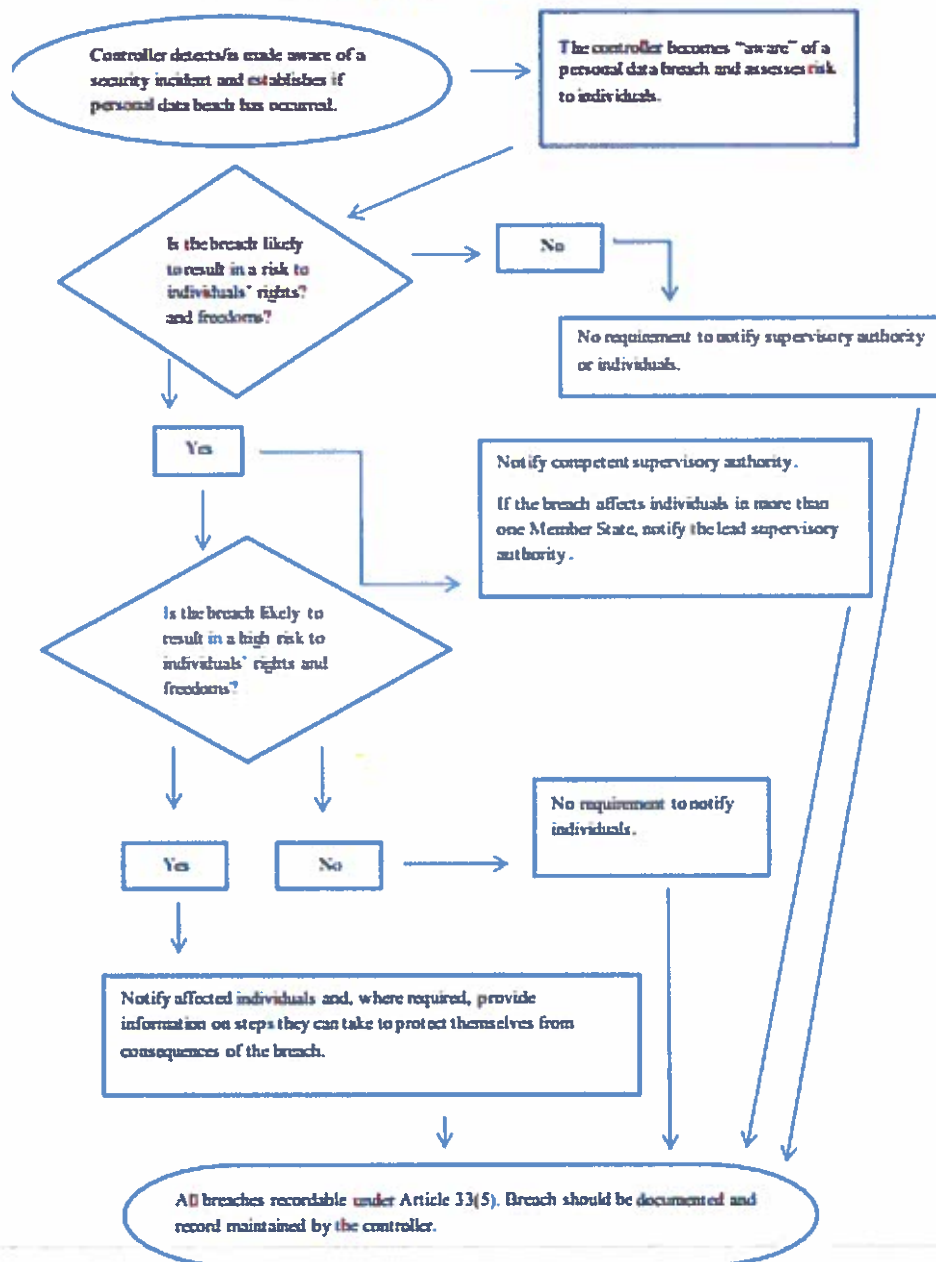 Controller detects/is made aware of a
security incident and establishes if
personal data beach has occurred.
The controller becomes “aware” of a
personal data breach and assesses risk
to individuals.
Is the breach likely
to result in a risk to
individuals’ rights?
and freedoms?
No
No requirement to notify supervisory authority
or individuals.
Yes
Notify competent supervisory authority.
If the breach affects individuals in more than
one Member State, notify the lead supervisory
authority.
Is the breach likely to
result in a high risk to
individuals’ rights and
freedoms?
Yes
No
No requirement to notify
individuals.
Notify affected individuals and, where required, provide
information on steps they can take to protect themselves from
consequences of the breach.
All breaches recordable under Article 33(5). Breach should be documented and
record maintained by the controller.